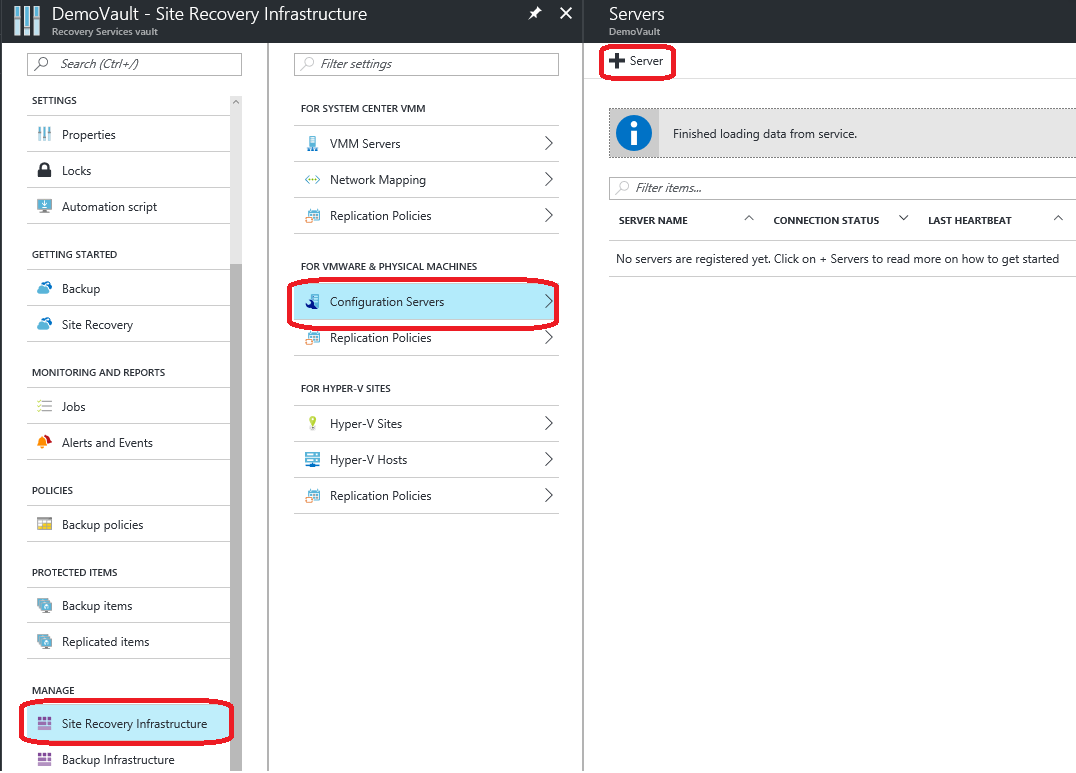 DemoVault - Site Recovery Infrastructure
Recovery Services vault
Search (Ctrl+/)
SETTINGS
Properties
Locks
Automation script
GETTING STARTED
Backup
Site Recovery
MONITORING AND REPORTS
Jobs
Alerts and Events
POLICIES
Backup policies
PROTECTED ITEMS
Backup items
Replicated items
MANAGE
Site Recovery Infrastructure
Backup Infrastructure
Filter settings
FOR SYSTEM CENTER VMM
VMM Servers
Network Mapping
Replication Policies
FOR VMWARE & PHYSICAL MACHINES
Configuration Servers
Replication Policies
FOR HYPER-V SITES
Hyper-V Sites
Hyper-V Hosts
Replication Policies
Servers
DemoVault
Server
Finished loading data from service.
Filter items...
SERVER NAME CONNECTION STATUS LAST HEARTBEAT
No servers are registered yet. Click on + Servers to read more on how to get started